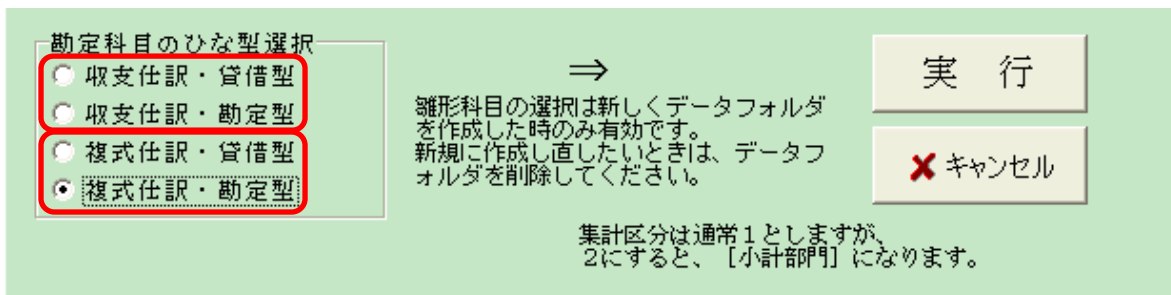 勘定科目のひな型選択
収支仕訳・貸借型
収支仕訳・勘定型
複式仕訳・貸借型
複式仕訳・勘定型
⇒
雛形科目の選択は新しくデータフォルダ
を作成した時のみ有効です。
新規に作成し直したいときは、データフ
ォルダを削除してください。
実 行
キャンセル
集計区分は通常1としますが、
2にすると、[小計部門]になります。